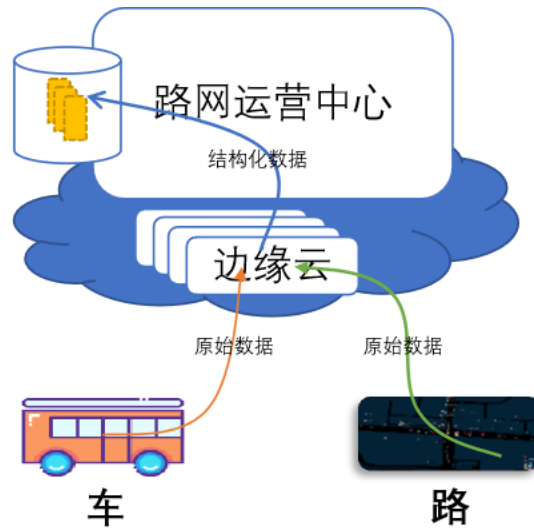 路网运营中心
结构化数据
边缘云
原始数据
原始数据
车
路